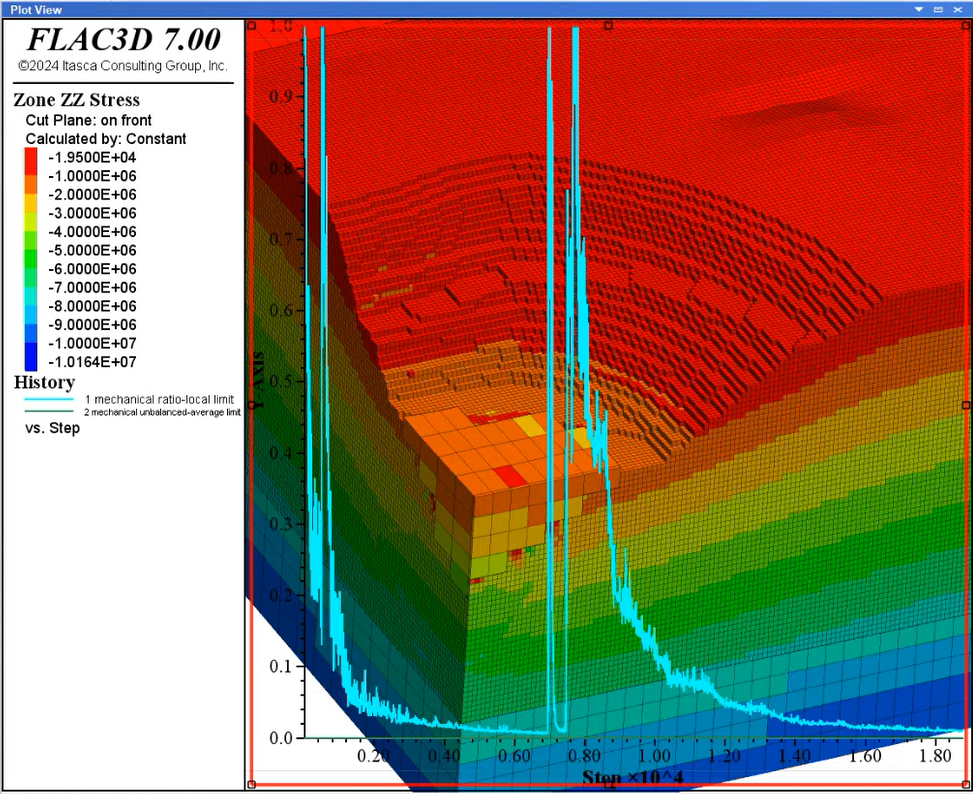 Plot View
FLAC3D 7.00
©2024 Itasca Consulting Group, Inc.
Zone ZZ Stress
Cut Plane: on front
Calculated by: Constant
-1.9500E+04
-1.0000E+06
-2.0000E+06
-3.0000E+06
-4.0000E+06
-5.0000E+06
-6.0000E+06
-7.0000E+06
-8.0000E+06
-9.0000E+06
-1.0000E+07
-1.0164E+07
History
1 mechanical ratio-local limit
2 mechanical unbalanced-average limit
vs. Step
1.0
0.9
0.8
0.7
0.6
0.5
0.4
0.3
0.2
0.1
0.0
Y-Axis
0.20 0.40 0.60 0.80 1.00 1.20 1.40 1.60 1.80
Step ×10^4